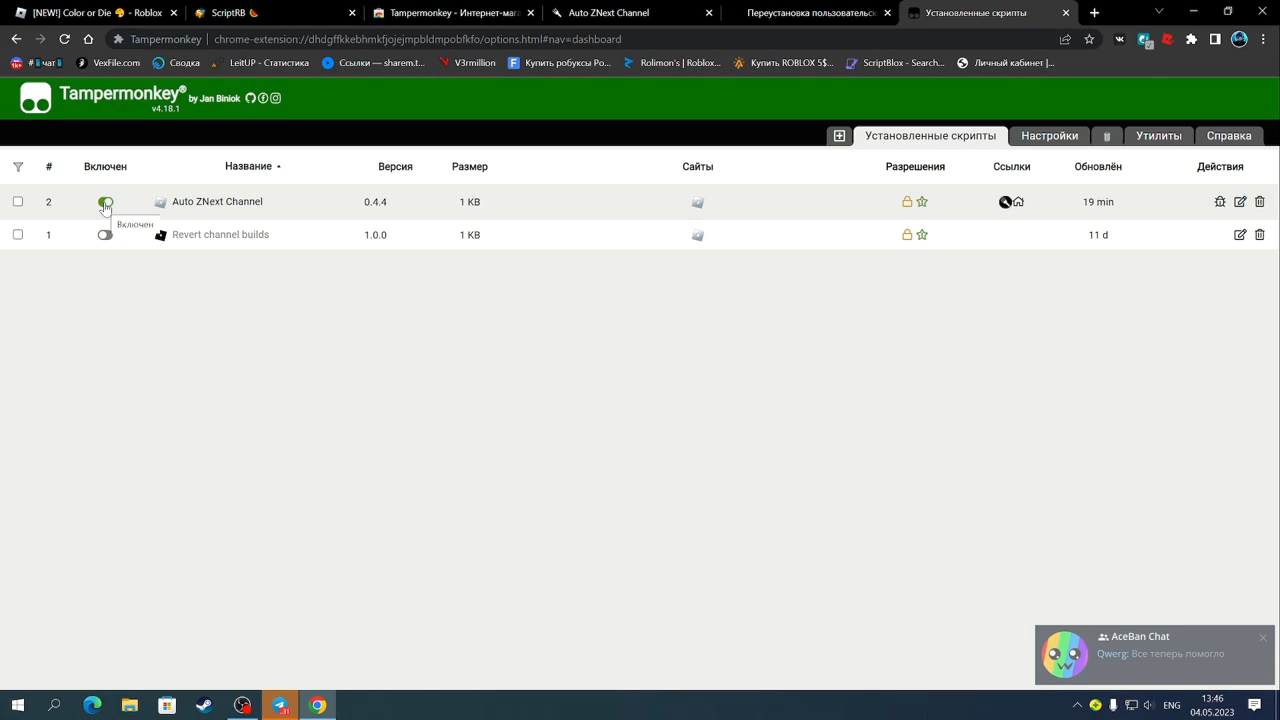 [NEW!] Color or Die 🤫 - Roblox
ScriptRB
Tampermonkey - Интернет-маг
Auto ZNext Channel
Переустановка пользовательск
Установленные скрипты
Tampermonkey
chrome-extension://dhdgffkkebhmkfjojejmpbldmpobfkfo/options.html#nav=dashboard
VexFile.com
Сводка
LeitUP - Статистика
Ссылки — sharem.t...
V3rmillion
Купить робуксы Ро...
Rolimon's | Roblox...
Купить ROBLOX 5$...
ScriptBlox - Search...
Личный кабинет |...
Tampermonkey® by Jan Biniok
v4.18.1
Установленные скрипты
Настройки
Утилиты
Справка
# Включен Название Версия Размер Сайты Разрешения Ссылки Обновлён Действия
2 Auto ZNext Channel 0.4.4 1 KB 19 min
Включен
1 Revert channel builds 1.0.0 1 KB 11 d
AceBan Chat
Qwerg: Все теперь помогло
ENG
13:46
04.05.2023